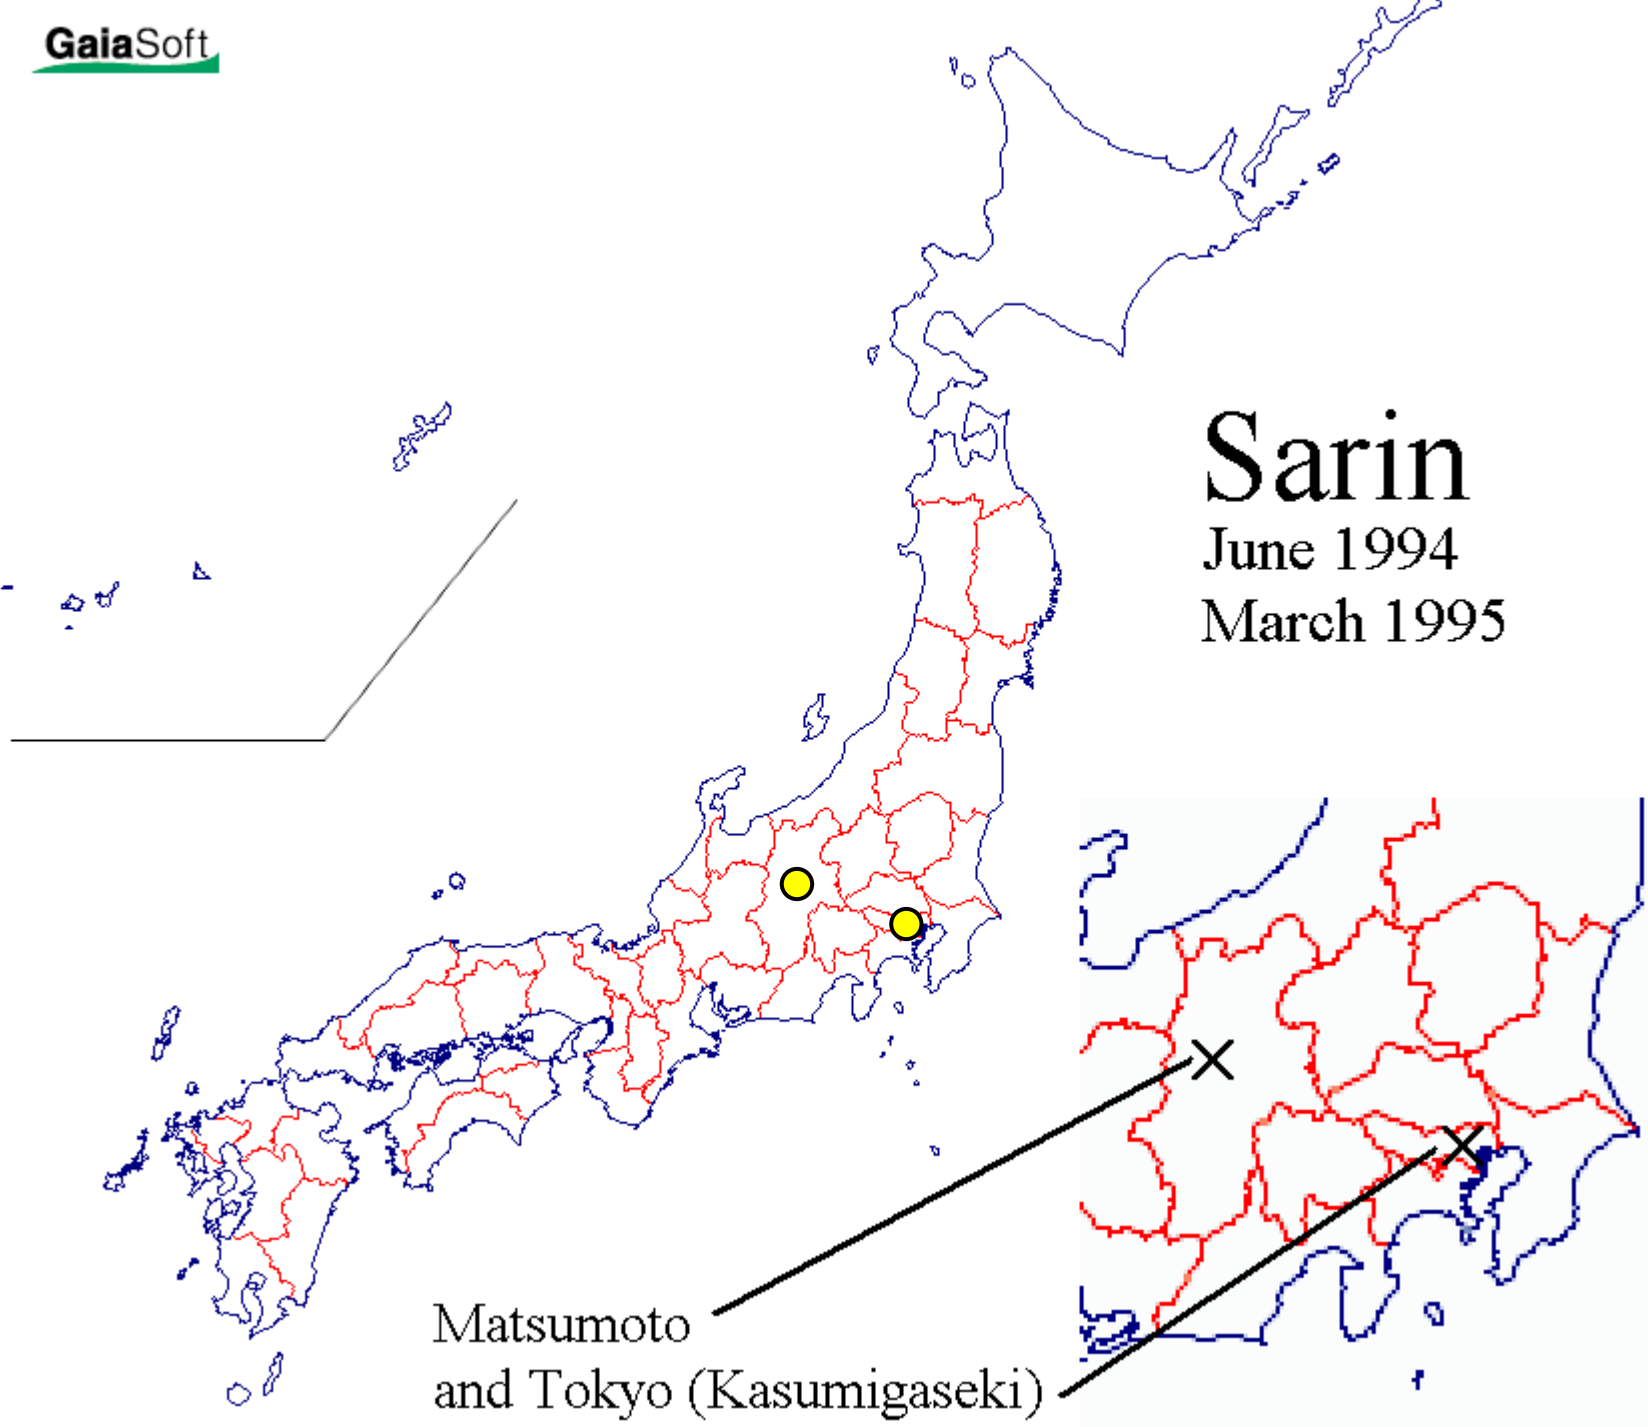 GaiaSoft
Sarin
June 1994
March 1995
Matsumoto
and Tokyo (Kasumigaseki)